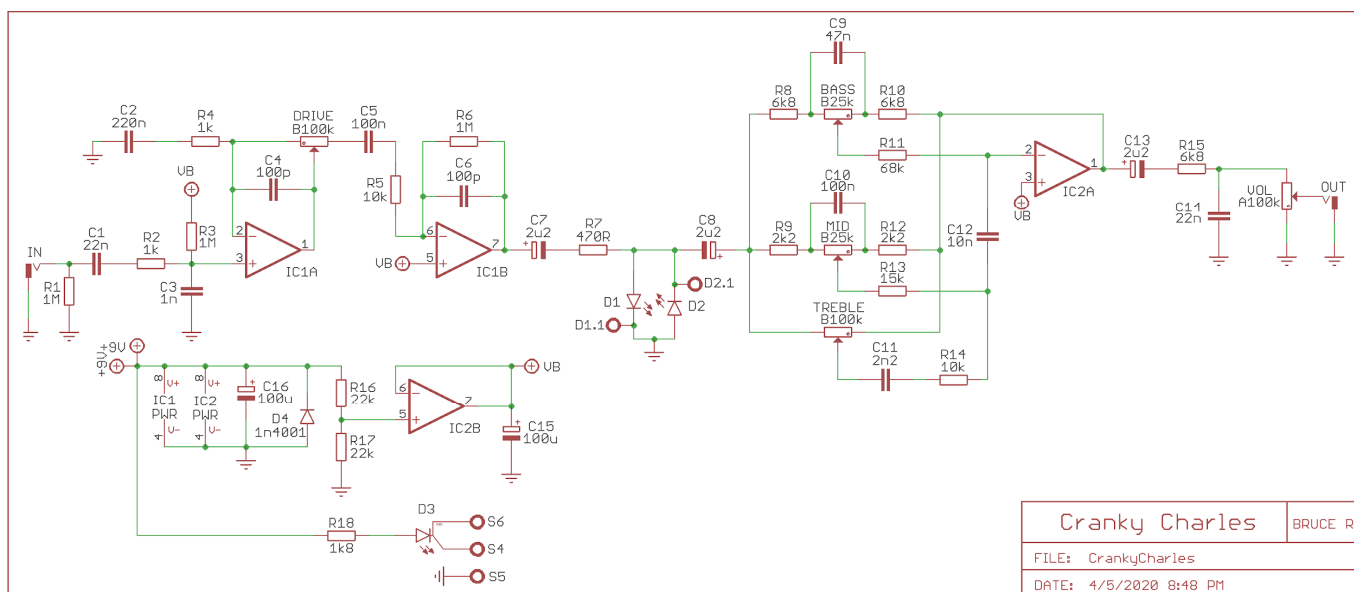 C9
47n
R8
6k8
BASS
B25k
R10
6k8
C2
220n
R4
1k
DRIVE
B100k
C5
100n
R6
1M
R11
68k
2
3
1
IC2A
VB
C13
2u2
R15
6k8
VOL
A100k
OUT
C14
22n
VB
C4
100p
R5
10k
C6
100p
C10
100n
R9
2k2
MID
B25k
R12
2k2
R13
15k
C12
10n
IN
C1
22n
R2
1k
R3
1M
2
3
1
IC1A
VB
6
5
7
IC1B
C7
2u2
R7
470R
C8
2u2
R1
1M
C3
1n
D1
D1.1
D2.1
D2
TREBLE
B100k
C11
2n2
R14
10k
+9V
+9V
8
V+
IC1
PWR
4
V-
8
V+
IC2
PWR
4
V-
C16
100u
D4
1n4001
R16
22k
R17
22k
6
5
7
IC2B
VB
C15
100u
R18
1k8
D3
S6
S4
S5
Cranky Charles
BRUCE R
FILE: CrankyCharles
DATE: 4/5/2020 8:48 PM